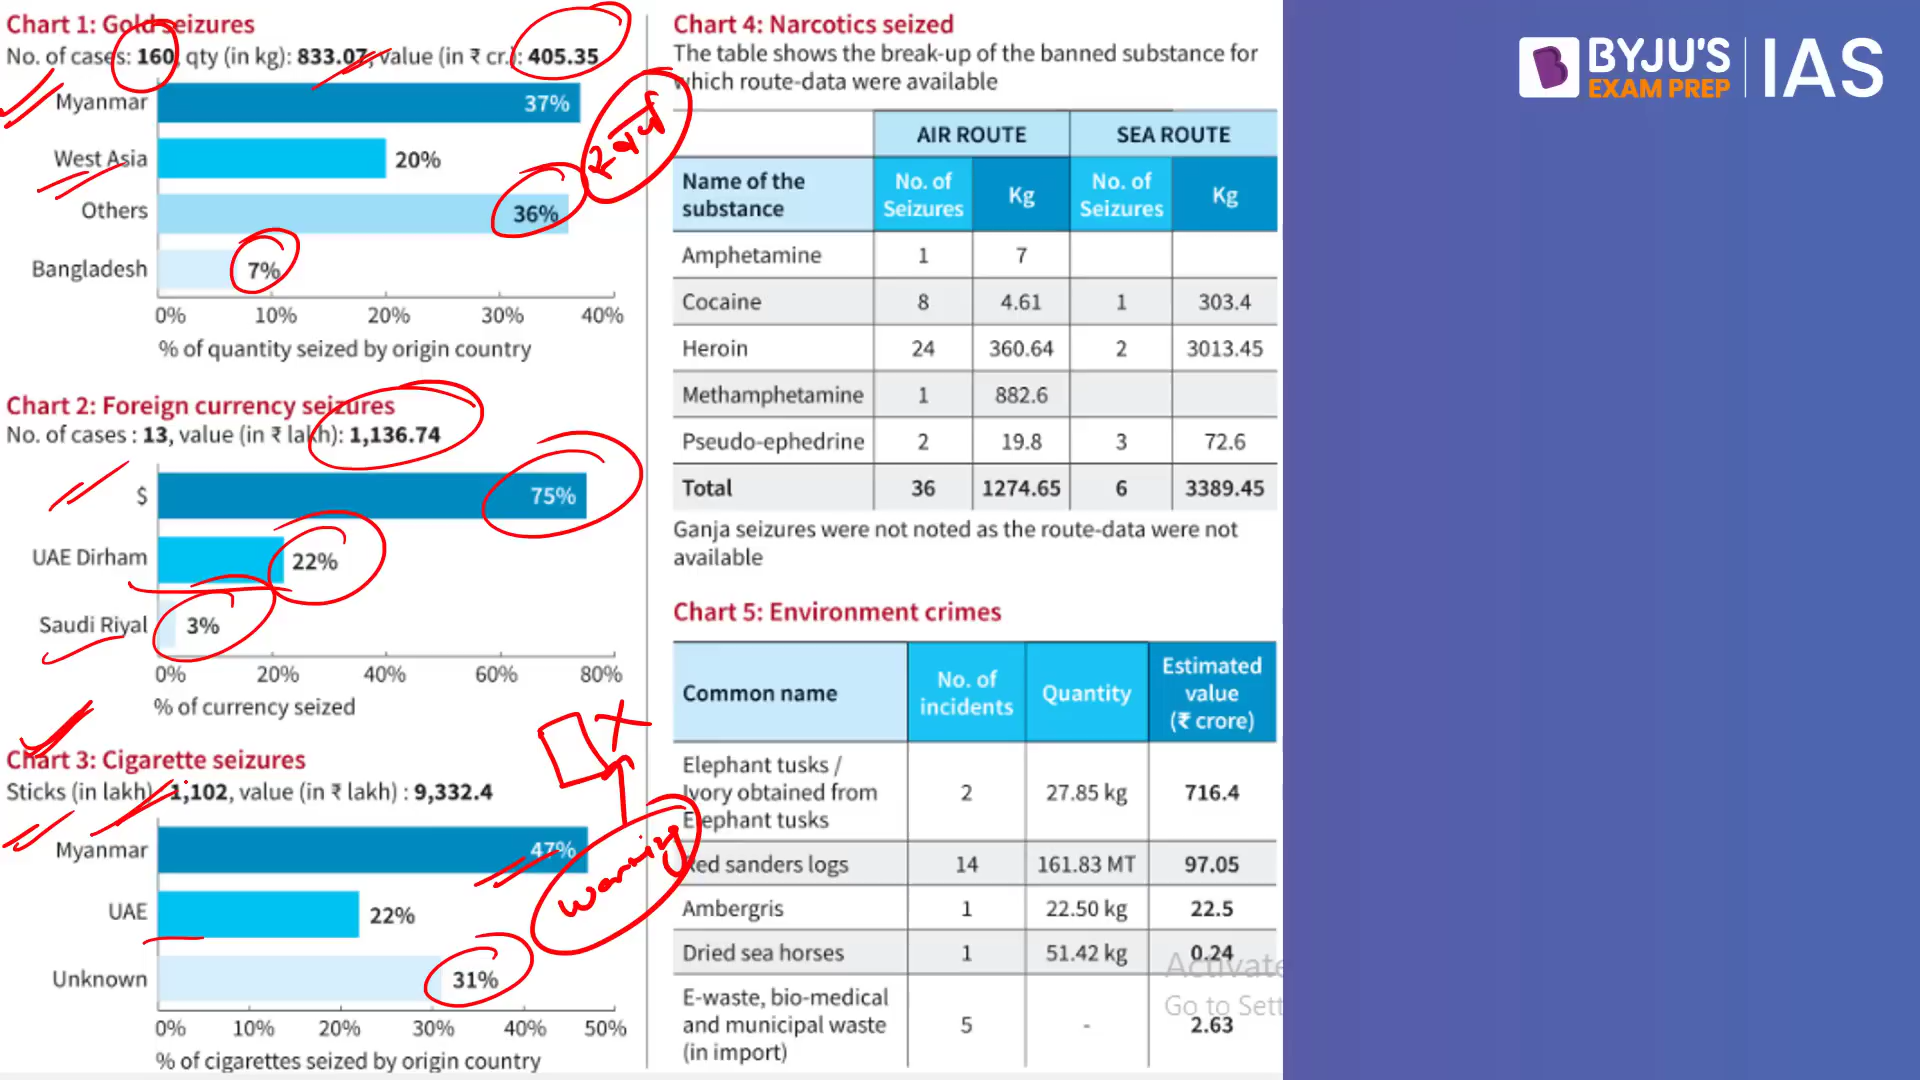 Chart 1: Gold seizures
No. of cases: 160, qty (in kg): 833.07, value (in ₹ cr.): 405.35
Myanmar 37%
West Asia 20%
Others 36%
Bangladesh 7%
0% 10% 20% 30% 40%
% of quantity seized by origin country
Chart 2: Foreign currency seizures
No. of cases : 13, value (in ₹ lakh): 1,136.74
$ 75%
UAE Dirham 22%
Saudi Riyal 3%
0% 20% 40% 60% 80%
% of currency seized
Chart 3: Cigarette seizures
Sticks (in lakh) 1,102, value (in ₹ lakh) : 9,332.4
Myanmar 47%
UAE 22%
Unknown 31%
0% 10% 20% 30% 40% 50%
% of cigarettes seized by origin country
warning
Chart 4: Narcotics seized
The table shows the break-up of the banned substance for
which route-data were available
AIR ROUTE SEA ROUTE
Name of the substance No. of Seizures Kg No. of Seizures Kg
Amphetamine 1 7
Cocaine 8 4.61 1 303.4
Heroin 24 360.64 2 3013.45
Methamphetamine 1 882.6
Pseudo-ephedrine 2 19.8 3 72.6
Total 36 1274.65 6 3389.45
Ganja seizures were not noted as the route-data were not
available
Chart 5: Environment crimes
Common name No. of incidents Quantity Estimated value (₹ crore)
Elephant tusks / Ivory obtained from Elephant tusks 2 27.85 kg 716.4
Red sanders logs 14 161.83 MT 97.05
Ambergris 1 22.50 kg 22.5
Dried sea horses 1 51.42 kg 0.24
E-waste, bio-medical and municipal waste (in import) 5 - 2.63
Activate
Go to Sett
BYJU'S
EXAM PREP
IAS